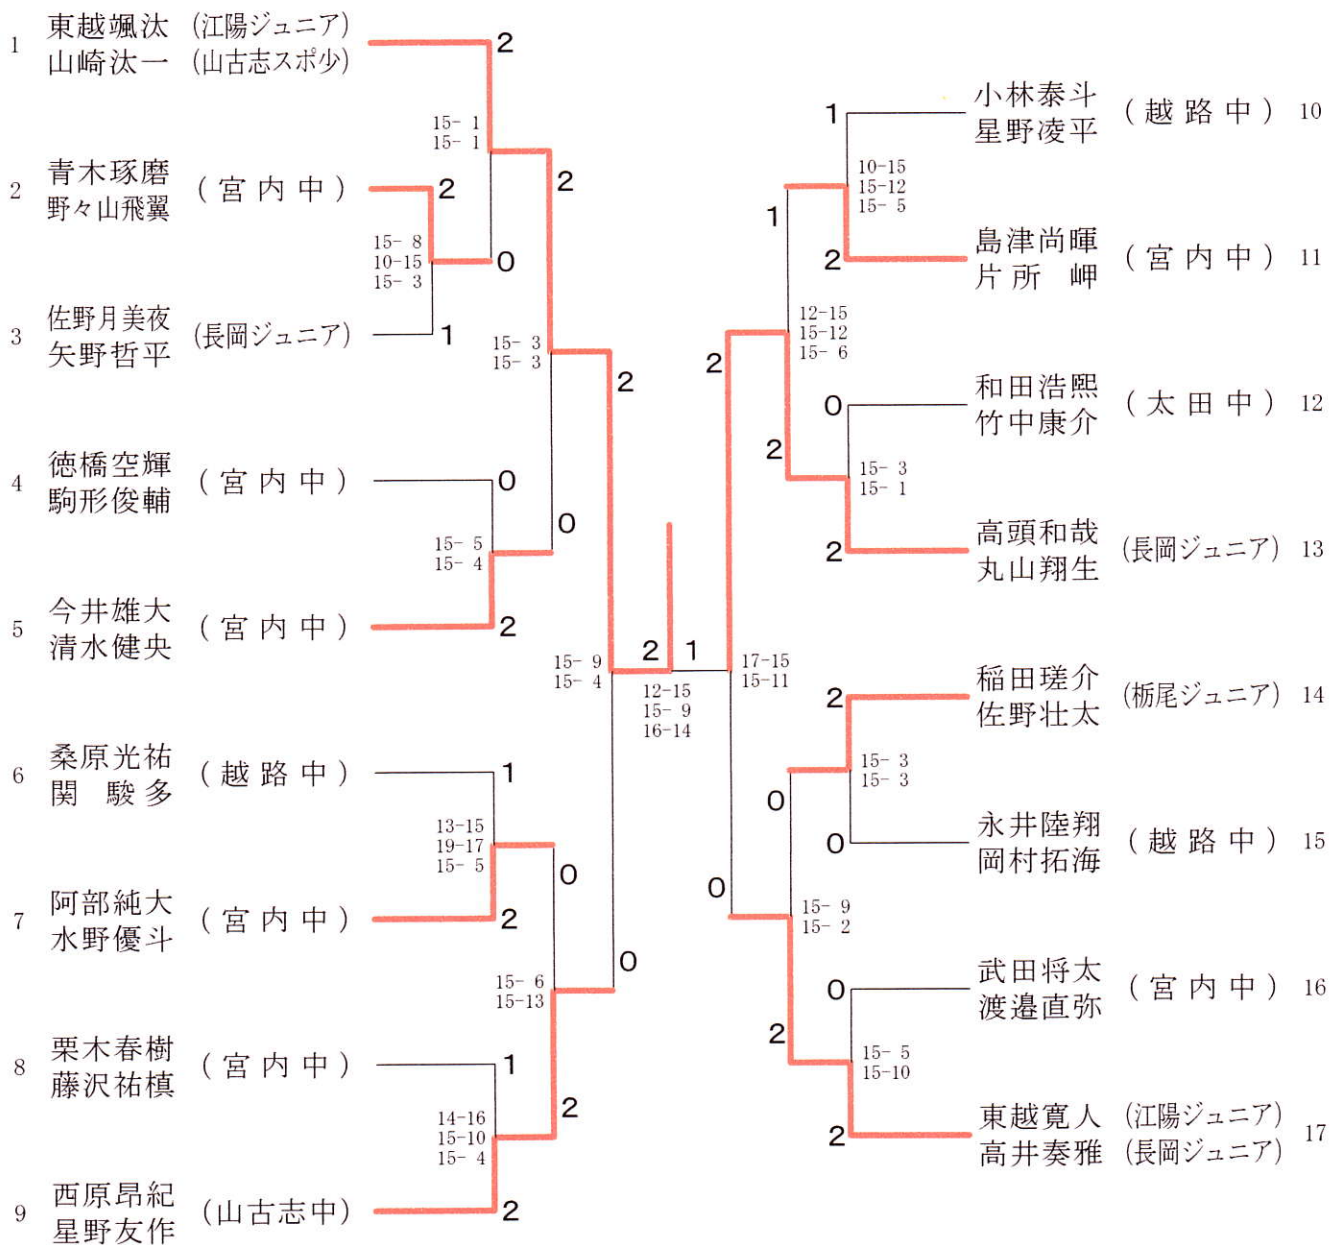 1 東越颯汰 (江陽ジュニア)
山崎汰一 (山古志スポ少)
2
15- 1
15- 1
2
2 青木琢磨 (宮内中)
野々山飛翼
2
15- 8
10-15
15- 3
0
3 佐野月美夜 (長岡ジュニア)
矢野哲平
1
15- 3
15- 3
2
4 徳橋空輝 (宮内中)
駒形俊輔
0
15- 5
15- 4
0
5 今井雄大 (宮内中)
清水健央
2
15- 9
15- 4
2 1
12-15
15- 9
16-14
6 桑原光祐 (越路中)
関駿多
1
13-15
19-17
15- 5
0
7 阿部純大 (宮内中)
水野優斗
2
15- 6
15-13
0
8 栗木春樹 (宮内中)
藤沢祐槙
1
14-16
15-10
15- 4
2
9 西原昂紀 (山古志中)
星野友作
2
1 小林泰斗 (越路中) 10
星野凌平
10-15
15-12
15- 5
1
2 島津尚暉 (宮内中) 11
片所岬
12-15
15-12
15- 6
2
0 和田浩熙 (太田中) 12
竹中康介
2
15- 3
15- 1
2 高頭和哉 (長岡ジュニア) 13
丸山翔生
17-15
15-11
2 稲田瑳介 (栃尾ジュニア) 14
佐野壮太
15- 3
15- 3
0
0 永井陸翔 (越路中) 15
岡村拓海
0
15- 9
15- 2
0 武田将太 (宮内中) 16
渡邉直弥
2
15- 5
15-10
2 東越寛人 (江陽ジュニア) 17
高井奏雅 (長岡ジュニア)